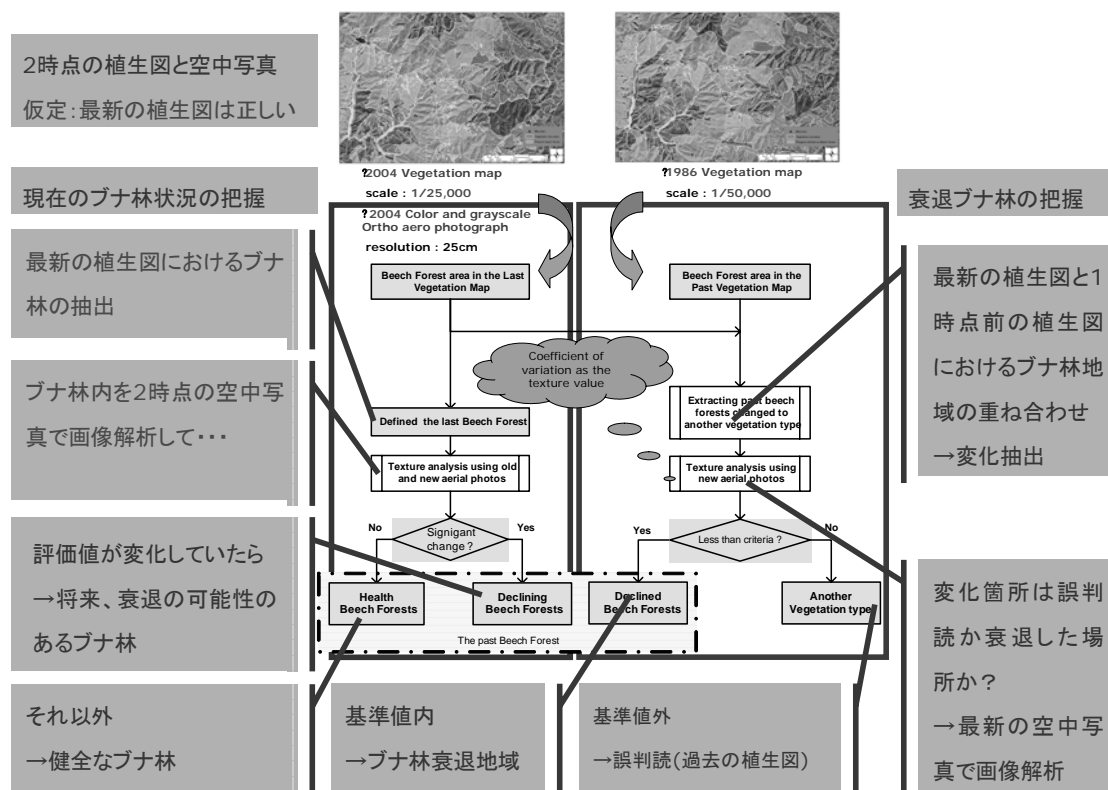 2時点の植生図と空中写真
仮定:最新の植生図は正しい
?2004 Vegetation map
scale : 1/25,000
?2004 Color and grayscale
Ortho aero photograph
resolution : 25cm
?1986 Vegetation map
scale : 1/50,000
現在のブナ林状況の把握
衰退ブナ林の把握
最新の植生図におけるブナ
林の抽出
ブナ林内を2時点の空中写
真で画像解析して・・・
評価値が変化していたら
→将来、衰退の可能性の
あるブナ林
それ以外
→健全なブナ林
Beech Forest area in the Last
Vegetation Map
Beech Forest area in the
Past Vegetation Map
Coefficient of
variation as the
texture value
Defined the last Beech Forest
Extracting past beech
forests changed to
another vegetation type
Texture analysis using old
and new aerial photos
Texture analysis using
new aerial photos
No
Signigant
change ?
Yes
Yes
Less than criteria ?
No
Health
Beech Forests
Declining
Beech Forests
Declined
Beech Forests
Another
Vegetation type
The past Beech Forest
最新の植生図と1
時点前の植生図
におけるブナ林地
域の重ね合わせ
→変化抽出
変化箇所は誤判
読か衰退した場
所か?
→最新の空中写
真で画像解析
基準値内
→ブナ林衰退地域
基準値外
→誤判読(過去の植生図)